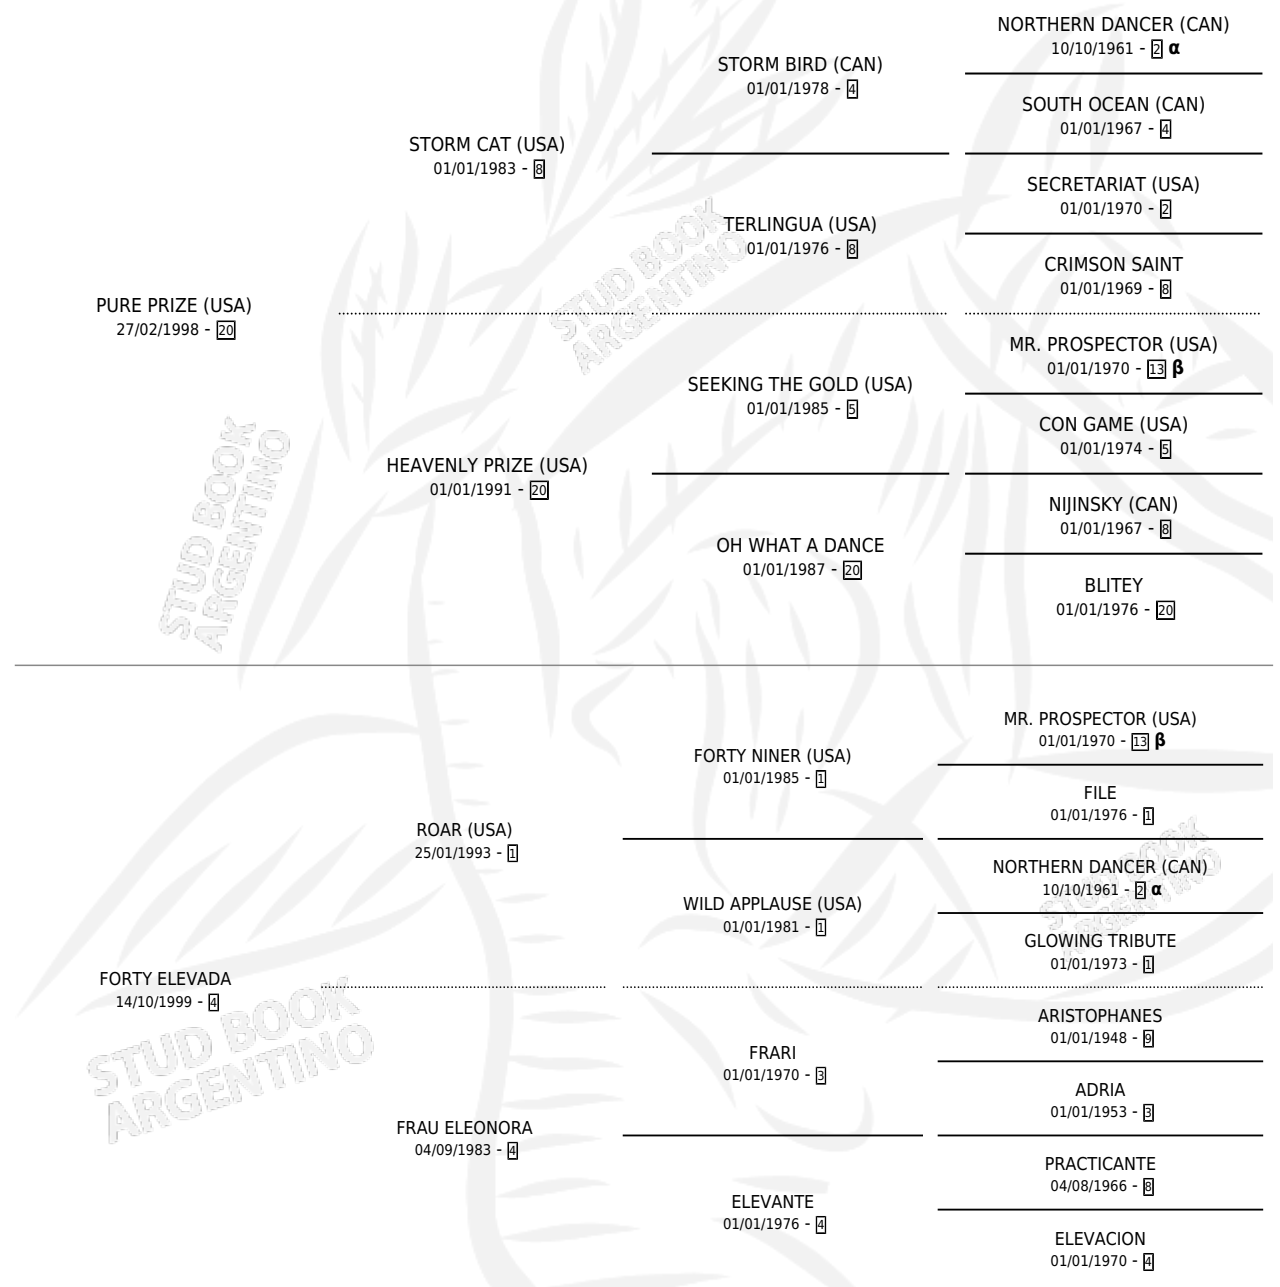 NORTHERN DANCER (CAN)
10/10/1961 - 2 α
STORM BIRD (CAN)
01/01/1978 - 4
SOUTH OCEAN (CAN)
01/01/1967 - 4
STORM CAT (USA)
01/01/1983 - 8
SECRETARIAT (USA)
01/01/1970 - 2
TERLINGUA (USA)
01/01/1976 - 8
CRIMSON SAINT
01/01/1969 - 8
PURE PRIZE (USA)
27/02/1998 - 20
MR. PROSPECTOR (USA)
01/01/1970 - 13 β
SEEKING THE GOLD (USA)
01/01/1985 - 5
CON GAME (USA)
01/01/1974 - 5
HEAVENLY PRIZE (USA)
01/01/1991 - 20
NIJINSKY (CAN)
01/01/1967 - 8
OH WHAT A DANCE
01/01/1987 - 20
BLITEY
01/01/1976 - 20
MR. PROSPECTOR (USA)
01/01/1970 - 13 β
FORTY NINER (USA)
01/01/1985 - 1
FILE
01/01/1976 - 1
ROAR (USA)
25/01/1993 - 1
NORTHERN DANCER (CAN)
10/10/1961 - 2 α
WILD APPLAUSE (USA)
01/01/1981 - 1
GLOWING TRIBUTE
01/01/1973 - 1
FORTY ELEVADA
14/10/1999 - 4
ARISTOPHANES
01/01/1948 - 9
FRARI
01/01/1970 - 3
ADRIA
01/01/1953 - 3
FRAU ELEONORA
04/09/1983 - 4
PRACTICANTE
04/08/1966 - 8
ELEVANTE
01/01/1976 - 4
ELEVACION
01/01/1970 - 4
STUD BOOK
ARGENTINO
STUD BOOK
ARGENTINO
STUD BOOK
ARGENTINO
STUD BOOK
ARGENTINO